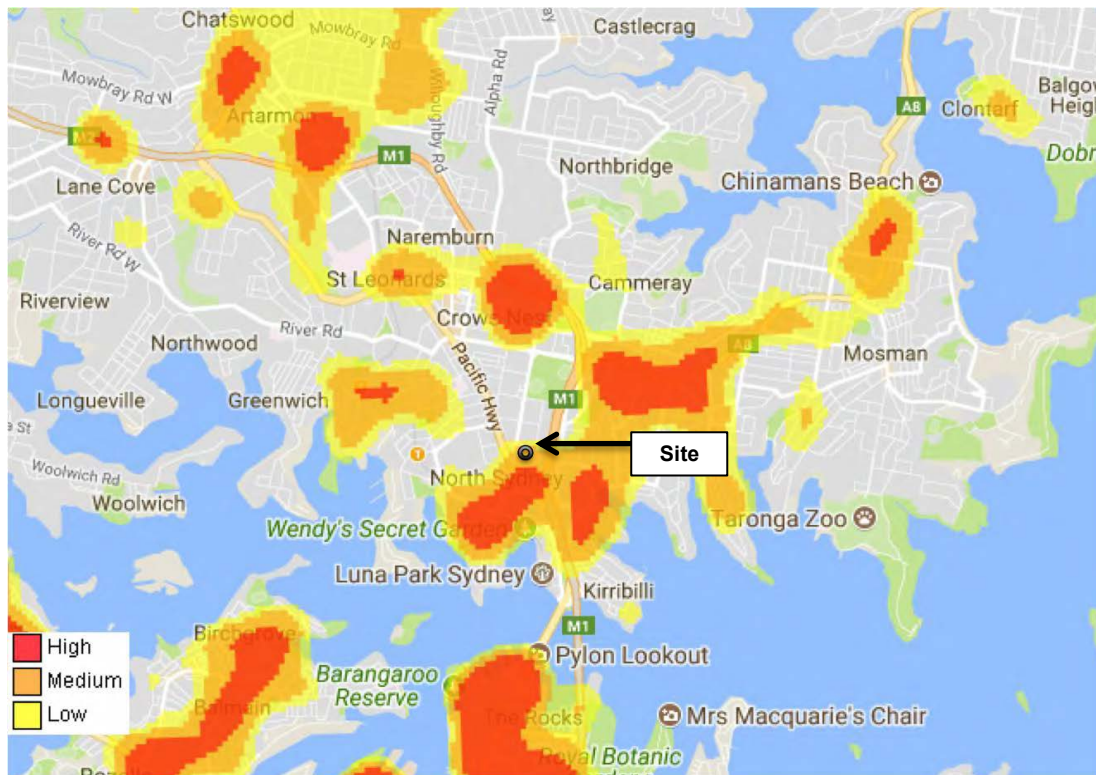 Chatswood
Mowbray Rd
Castlecrag
Mowbray Rd W
Willoughby Rd
Alpha Rd
A8
Clontarf
Balgow
Heigh
Artarmon
M1
Dobr
Northbridge
Lane Cove
Chinamans Beach
River Rd W
Naremburn
St Leonards
Cammeray
Riverview
Crows Nest
River Rd
Northwood
Pacific Hwy
A8
Mosman
Longueville
Greenwich
M1
a St
Site
Woolwich Rd
North Sydney
Woolwich
Wendy's Secret Garden
Taronga Zoo
Luna Park Sydney
Kirribilli
M1
High
Medium
Low
Birchgrove
Pylon Lookout
Barangaroo
Reserve
Balmain
The Rocks
Mrs Macquarie's Chair
Royal Botanic